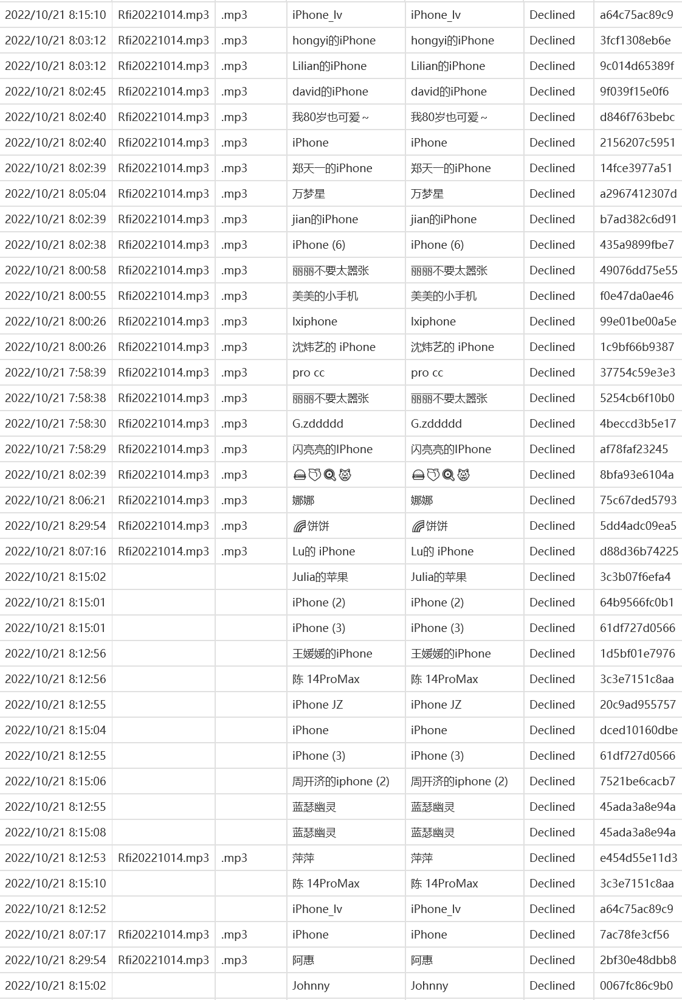 2022/10/21 8:15:10 Rfi20221014.mp3 .mp3 iPhone_lv iPhone_lv Declined a64c75ac89c9
2022/10/21 8:03:12 Rfi20221014.mp3 .mp3 hongyi的iPhone hongyi的iPhone Declined 3fcf1308eb6e
2022/10/21 8:03:12 Rfi20221014.mp3 .mp3 Lilian的iPhone Lilian的iPhone Declined 9c014d65389f
2022/10/21 8:02:45 Rfi20221014.mp3 .mp3 david的iPhone david的iPhone Declined 9f039f15e0f6
2022/10/21 8:02:40 Rfi20221014.mp3 .mp3 我80岁也可爱～ 我80岁也可爱～ Declined d846f763bebc
2022/10/21 8:02:40 Rfi20221014.mp3 .mp3 iPhone iPhone Declined 2156207c5951
2022/10/21 8:02:39 Rfi20221014.mp3 .mp3 郑天一的iPhone 郑天一的iPhone Declined 14fce3977a51
2022/10/21 8:05:04 Rfi20221014.mp3 .mp3 万梦星 万梦星 Declined a2967412307d
2022/10/21 8:02:39 Rfi20221014.mp3 .mp3 jian的iPhone jian的iPhone Declined b7ad382c6d91
2022/10/21 8:02:38 Rfi20221014.mp3 .mp3 iPhone (6) iPhone (6) Declined 435a9899fbe7
2022/10/21 8:00:58 Rfi20221014.mp3 .mp3 丽丽不要太嚣张 丽丽不要太嚣张 Declined 49076dd75e55
2022/10/21 8:00:55 Rfi20221014.mp3 .mp3 美美的小手机 美美的小手机 Declined f0e47da0ae46
2022/10/21 8:00:26 Rfi20221014.mp3 .mp3 lxiphone lxiphone Declined 99e01be00a5e
2022/10/21 8:00:26 Rfi20221014.mp3 .mp3 沈炜艺的 iPhone 沈炜艺的 iPhone Declined 1c9bf66b9387
2022/10/21 7:58:39 Rfi20221014.mp3 .mp3 pro cc pro cc Declined 37754c59e3e3
2022/10/21 7:58:38 Rfi20221014.mp3 .mp3 丽丽不要太嚣张 丽丽不要太嚣张 Declined 5254cb6f10b0
2022/10/21 7:58:30 Rfi20221014.mp3 .mp3 G.zddddd G.zddddd Declined 4beccd3b5e17
2022/10/21 7:58:29 Rfi20221014.mp3 .mp3 闪亮亮的IPhone 闪亮亮的IPhone Declined af78faf23245
2022/10/21 8:02:39 Rfi20221014.mp3 .mp3 🍔🍑🍳🐯 🍔🍑🍳🐯 Declined 8bfa93e6104a
2022/10/21 8:06:21 Rfi20221014.mp3 .mp3 娜娜 娜娜 Declined 75c67ded5793
2022/10/21 8:29:54 Rfi20221014.mp3 .mp3 🌈饼饼 🌈饼饼 Declined 5dd4adc09ea5
2022/10/21 8:07:16 Rfi20221014.mp3 .mp3 Lu的 iPhone Lu的 iPhone Declined d88d36b74225
2022/10/21 8:15:02 Julia的苹果 Julia的苹果 Declined 3c3b07f6efa4
2022/10/21 8:15:01 iPhone (2) iPhone (2) Declined 64b9566fc0b1
2022/10/21 8:15:01 iPhone (3) iPhone (3) Declined 61df727d0566
2022/10/21 8:12:56 王媛媛的iPhone 王媛媛的iPhone Declined 1d5bf01e7976
2022/10/21 8:12:56 陈 14ProMax 陈 14ProMax Declined 3c3e7151c8aa
2022/10/21 8:12:55 iPhone JZ iPhone JZ Declined 20c9ad955757
2022/10/21 8:15:04 iPhone iPhone Declined dced10160dbe
2022/10/21 8:12:55 iPhone (3) iPhone (3) Declined 61df727d0566
2022/10/21 8:15:06 周开济的iphone (2) 周开济的iphone (2) Declined 7521be6cacb7
2022/10/21 8:12:55 蓝瑟幽灵 蓝瑟幽灵 Declined 45ada3a8e94a
2022/10/21 8:15:08 蓝瑟幽灵 蓝瑟幽灵 Declined 45ada3a8e94a
2022/10/21 8:12:53 Rfi20221014.mp3 .mp3 萍萍 萍萍 Declined e454d55e11d3
2022/10/21 8:15:10 陈 14ProMax 陈 14ProMax Declined 3c3e7151c8aa
2022/10/21 8:12:52 iPhone_lv iPhone_lv Declined a64c75ac89c9
2022/10/21 8:07:17 Rfi20221014.mp3 .mp3 iPhone iPhone Declined 7ac78fe3cf56
2022/10/21 8:29:54 Rfi20221014.mp3 .mp3 阿惠 阿惠 Declined 2bf30e48dbb8
2022/10/21 8:15:02 Johnny Johnny Declined 0067fc86c9b0